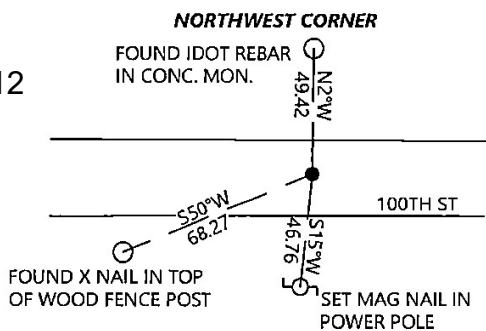 NORTHWEST CORNER
FOUND IDOT REBAR
IN CONC. MON.
12
N2°W
49.42
S50°W
68.27
100TH ST
S15°W
46.76
FOUND X NAIL IN TOP
OF WOOD FENCE POST
SET MAG NAIL IN
POWER POLE